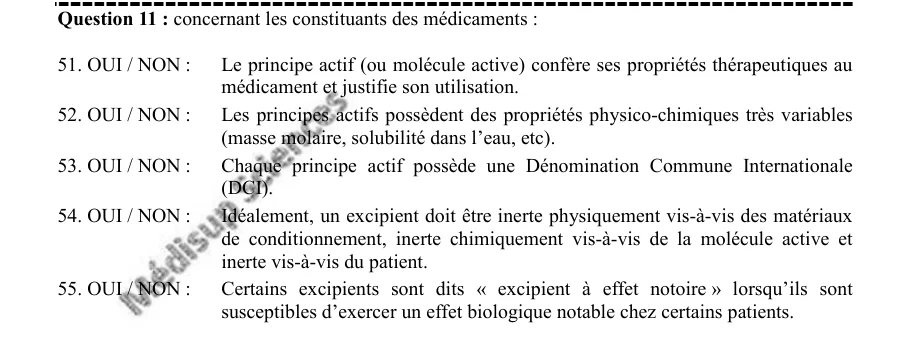 Question 11 : concernant les constituants des médicaments :
51. OUI / NON : Le principe actif (ou molécule active) confère ses propriétés thérapeutiques au
médicament et justifie son utilisation.
52. OUI / NON : Les principes actifs possèdent des propriétés physico-chimiques très variables
(masse molaire, solubilité dans l'eau, etc).
53. OUI / NON : Chaque principe actif possède une Dénomination Commune Internationale
(DCI).
54. OUI / NON : Idéalement, un excipient doit être inerte physiquement vis-à-vis des matériaux
de conditionnement, inerte chimiquement vis-à-vis de la molécule active et
inerte vis-à-vis du patient.
55. OUI / NON : Certains excipients sont dits « excipient à effet notoire » lorsqu'ils sont
susceptibles d'exercer un effet biologique notable chez certains patients.
Médisup Sciences